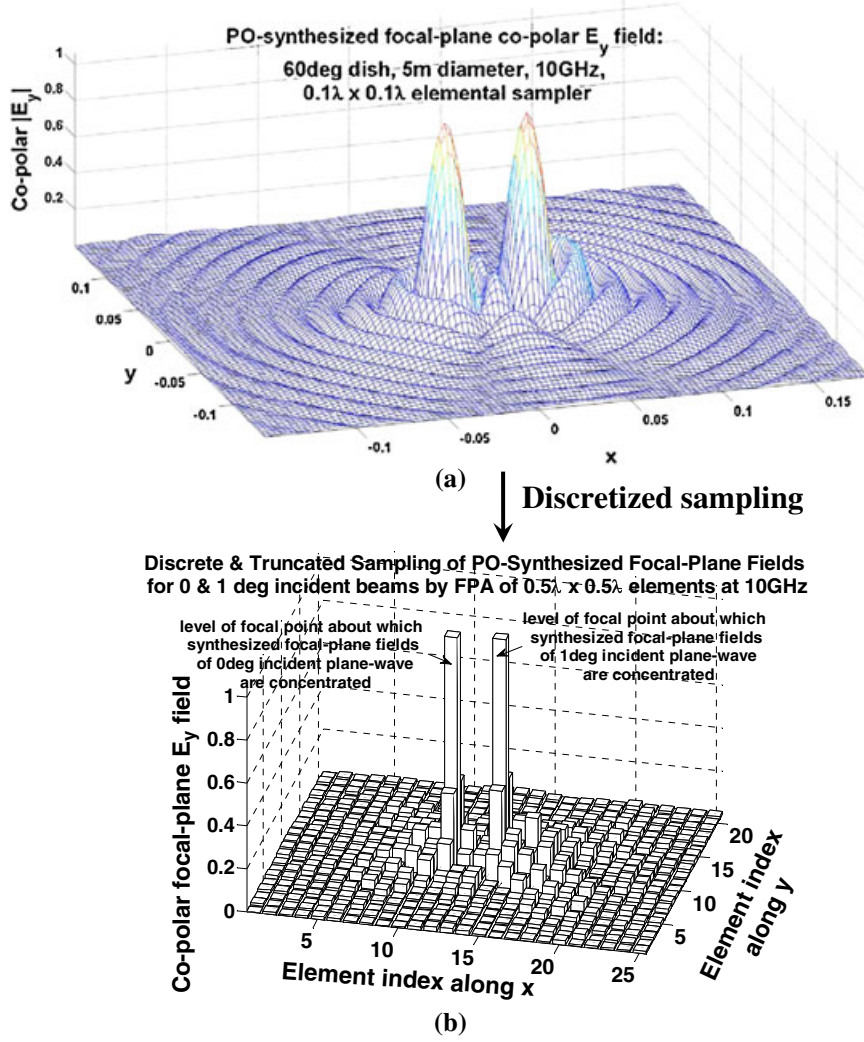 PO-synthesized focal-plane co-polar Ey field:
60deg dish, 5m diameter, 10GHz,
0.1λ x 0.1λ elemental sampler
Co-polar |Ey|
1
0.8
0.6
0.4
0.2
0.1
0.05
0
-0.05
-0.1
y
-0.1
-0.05
0
0.05
0.1
0.15
x
(a)
Discretized sampling
Discrete & Truncated Sampling of PO-Synthesized Focal-Plane Fields
for 0 & 1 deg incident beams by FPA of 0.5λ x 0.5λ elements at 10GHz
level of focal point about which
synthesized focal-plane fields
of 0deg incident plane-wave
are concentrated
level of focal point about which
synthesized focal-plane fields
of 1deg incident plane-wave
are concentrated
Co-polar focal-plane Ey field
1
0.8
0.6
0.4
0.2
0
5
10
15
20
25
Element index along x
5
10
15
20
Element index
along y
(b)